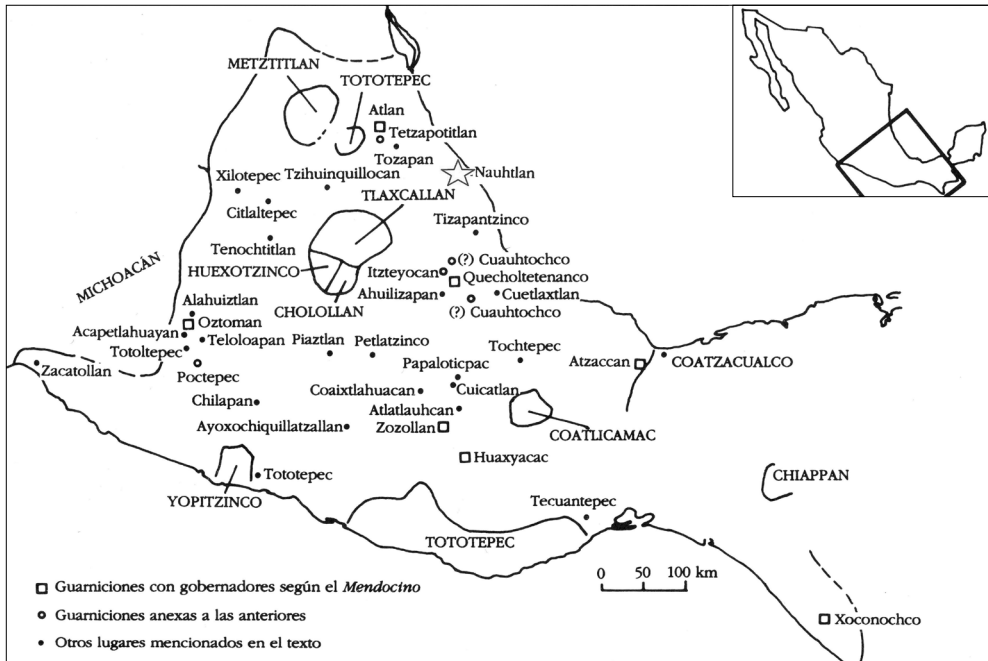 METZTITLAN
TOTOTEPEC
Atlan
Tetzapotitlan
Tozapan
Nauhtlan
Xilotepec
Tzihuinquillocan
TLAXCALLAN
Citlaltepec
Tizapantzinco
Tenochtitlan
(?) Cuauhtochco
HUEXOTZINCO
Itzteyocan
Quecholtetenanco
MICHOACÀN
Ahuilizapan
Cuetlaxtlan
CHOLOLLAN
(?) Cuauhtochco
Alahuiztlan
Oztoman
Acapetlahuayan
Teloloapan
Piaztlan
Petlatzinco
Totoltepec
Tochtepec
Atzaccan
COATZACUALCO
Zacatollan
Poctepec
Papaloticpac
Coaixtlahuacan
Cuicatlan
Chilapan
Atlatlauhcan
Ayoxochiquillatzallan
Zozollan
COATLICAMAC
Huaxyacac
Tototepec
CHIAPPAN
YOPITZINCO
Tecuantepec
TOTOTEPEC
0 50 100 km
Guarniciones con gobernadores según el Mendocino
Guarniciones anexas a las anteriores
Xoconochco
Otros lugares mencionados en el texto